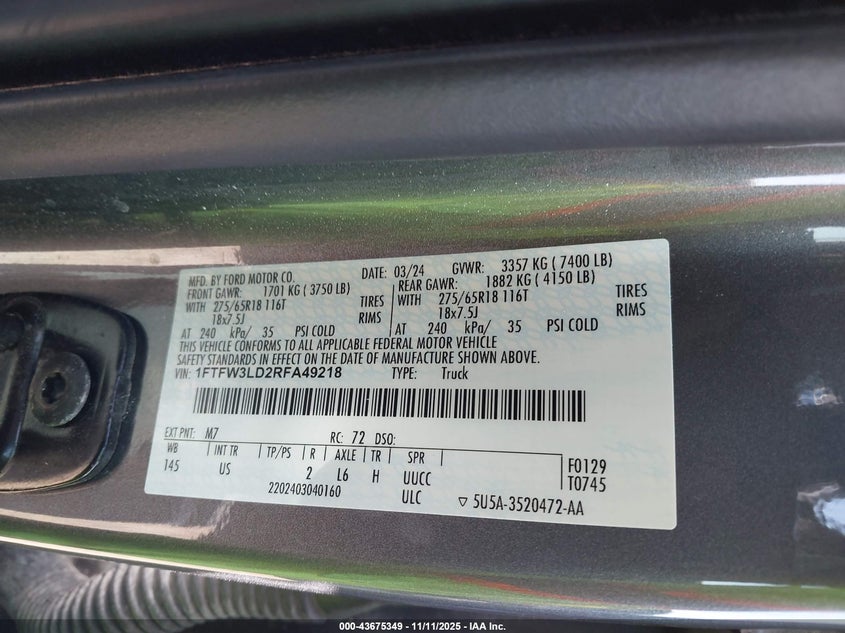 MFD. BY FORD MOTOR CO.
DATE: 03/24 GVWR: 3357 KG ( 7400 LB)
FRONT GAWR: 1701 KG ( 3750 LB)
REAR GAWR: 1882 KG ( 4150 LB)
WITH 275/65R18 116T TIRES
WITH 275/65R18 116T TIRES
18x7.5J RIMS
18x7.5J RIMS
AT 240 kPa/ 35 PSI COLD
AT 240 kPa/ 35 PSI COLD
THIS VEHICLE CONFORMS TO ALL APPLICABLE FEDERAL MOTOR VEHICLE
SAFETY STANDARDS IN EFFECT ON THE DATE OF MANUFACTURE SHOWN ABOVE.
VIN: 1FTFW3LD2RFA49218 TYPE: Truck
EXT PNT: M7 RC: 72 DSO:
WB INT TR TP/PS R AXLE TR SPR
145 US 2 L6 H UUCC
F0129
T0745
2202403040160 ULC ▽ 5U5A-3520472-AA
000-43675349 - 11/11/2025 - IAA Inc.